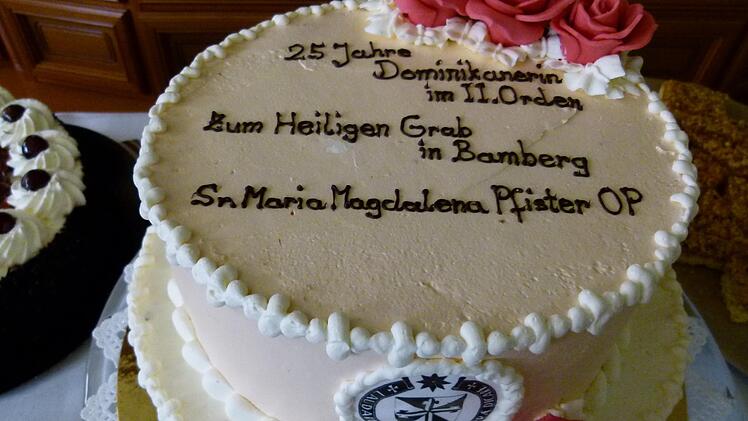 25 Jahre
Dominikanerin
im II. Orden
Zum Heiligen Grab
in Bamberg
Sr. Maria Magdalena Pfister OP